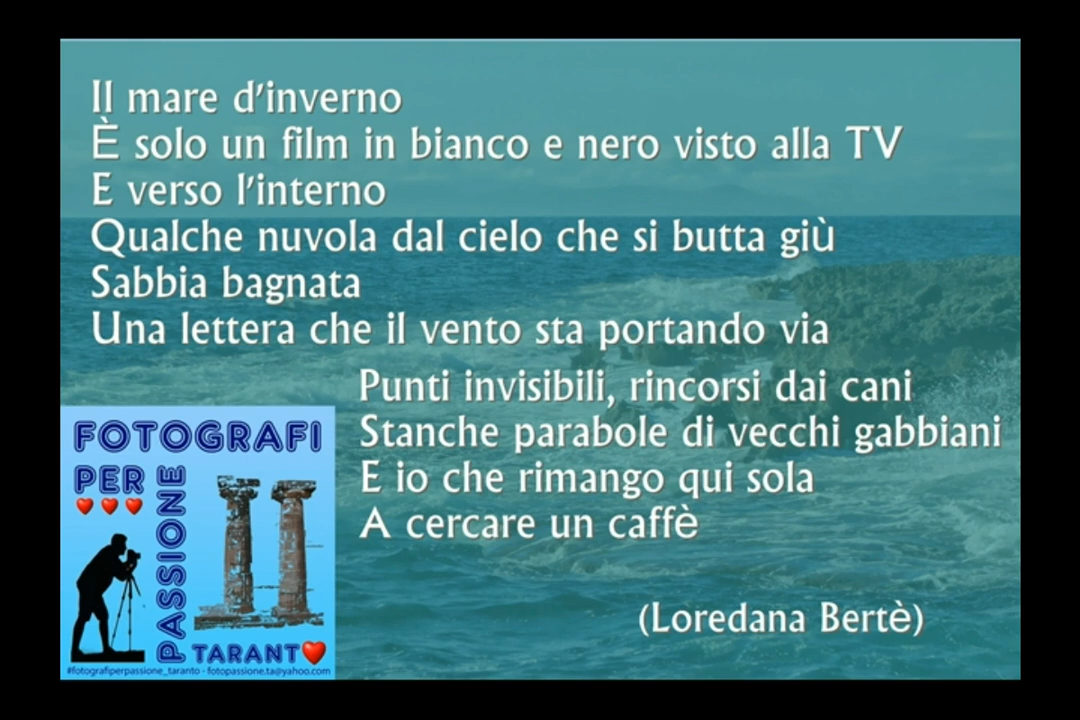 Il mare d'inverno
È solo un film in bianco e nero visto alla TV
E verso l'interno
Qualche nuvola dal cielo che si butta giù
Sabbia bagnata
Una lettera che il vento sta portando via
Punti invisibili, rincorsi dai cani
Stanche parabole di vecchi gabbiani
E io che rimango qui sola
A cercare un caffè
(Loredana Bertè)
FOTOGRAFI
PER
PASSIONE
TARANT❤️
#fotografiperpassione_taranto - fotopassione.ta@yahoo.com